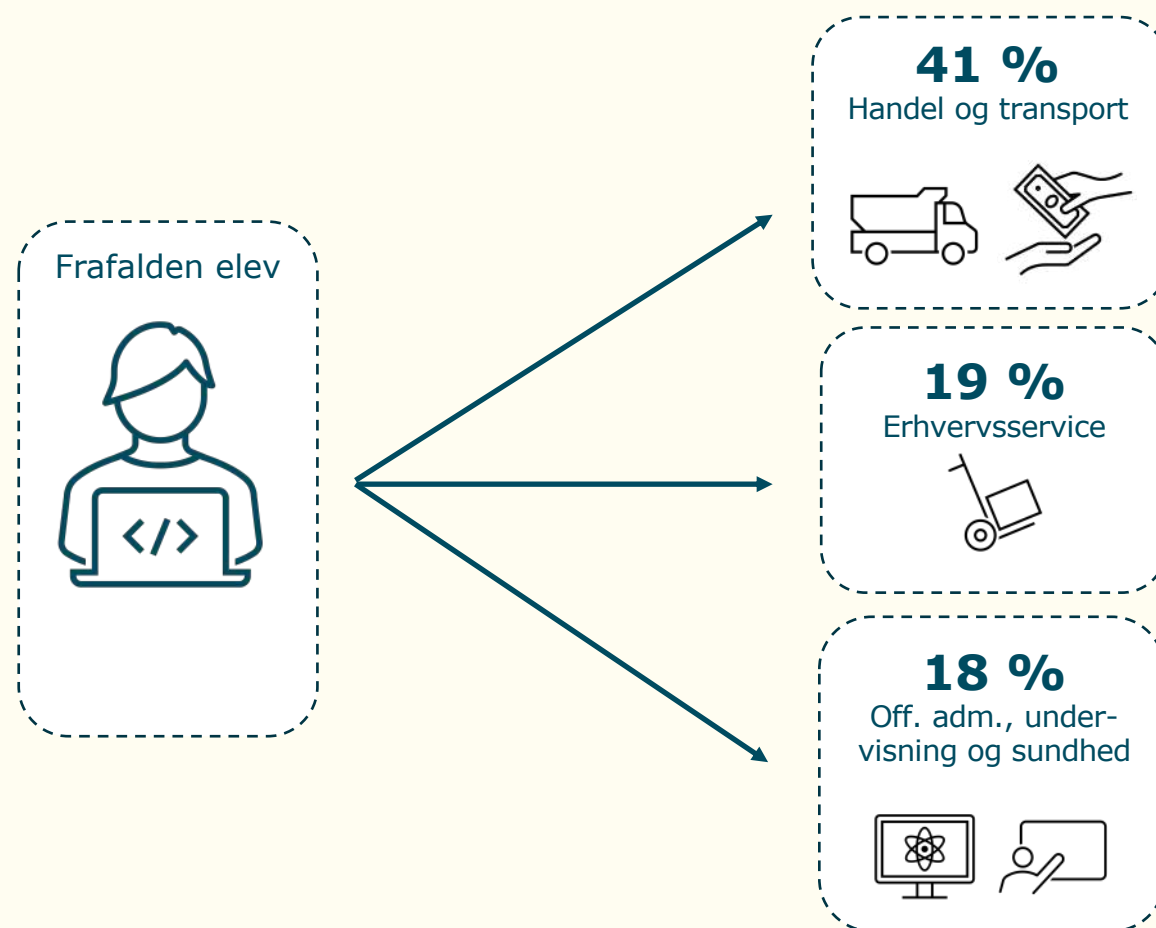 Frafalden elev
</>
41 %
Handel og transport
19 %
Erhvervsservice
18 %
Off. adm., under-
visning og sundhed